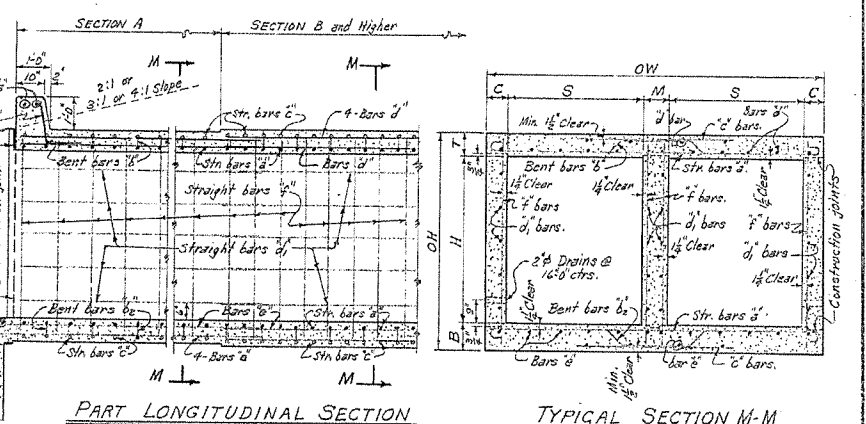 SECTION A
SECTION B and Higher
M
M
1'-0"
10"
2"
2:1 or
3:1 or 4:1 Slope
1'-0"
Str. bars "c"
4-Bars "d"
Bent bars "b"
Str. bars "a"
Bars "d"
Straight bars "f"
Straight bars "d₁"
Bent bars "b₂"
Bars "e"
Str. bars "a"
Str. bars "c"
4-Bars "a"
Str. bars "c"
M
M
PART LONGITUDINAL SECTION
OW
C
S
M
S
C
Min. 1½" Clear
"d" bar
"c" bars.
Bars "d"
T
Bent bars "b"
Str. bars "a".
1¼" Clear
1¼" Clear
1½" Clear
"f" bars
"d₁ bars.
"f" bars.
"d₁ bars
1¼" Clear
"f" bars
"d₁ bars
1½" Clear
OH
H
B
2"ϕ Drains @
16'-0" ctrs.
Construction joints
1½" Clear
Bent bars "b₂"
Str. bars "a"
Bars "e"
Min.
1½" Clear
bar "e"
"c" bars.
TYPICAL SECTION M-M